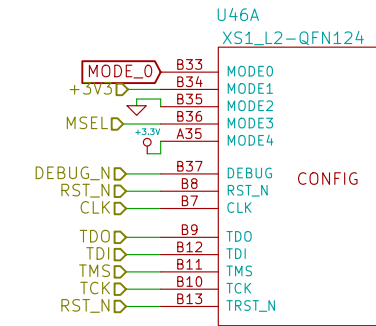 U46A
XS1_L2-QFN124
MODE_0 B33 MODE0
+3V3 B34 MODE1
B35 MODE2
MSEL B36 MODE3
+3.3V A35 MODE4
DEBUG_N B37 DEBUG
CONFIG
RST_N B8 RST_N
CLK B7 CLK
TDO B9 TDO
TDI B12 TDI
TMS B11 TMS
TCK B10 TCK
RST_N B13 TRST_N